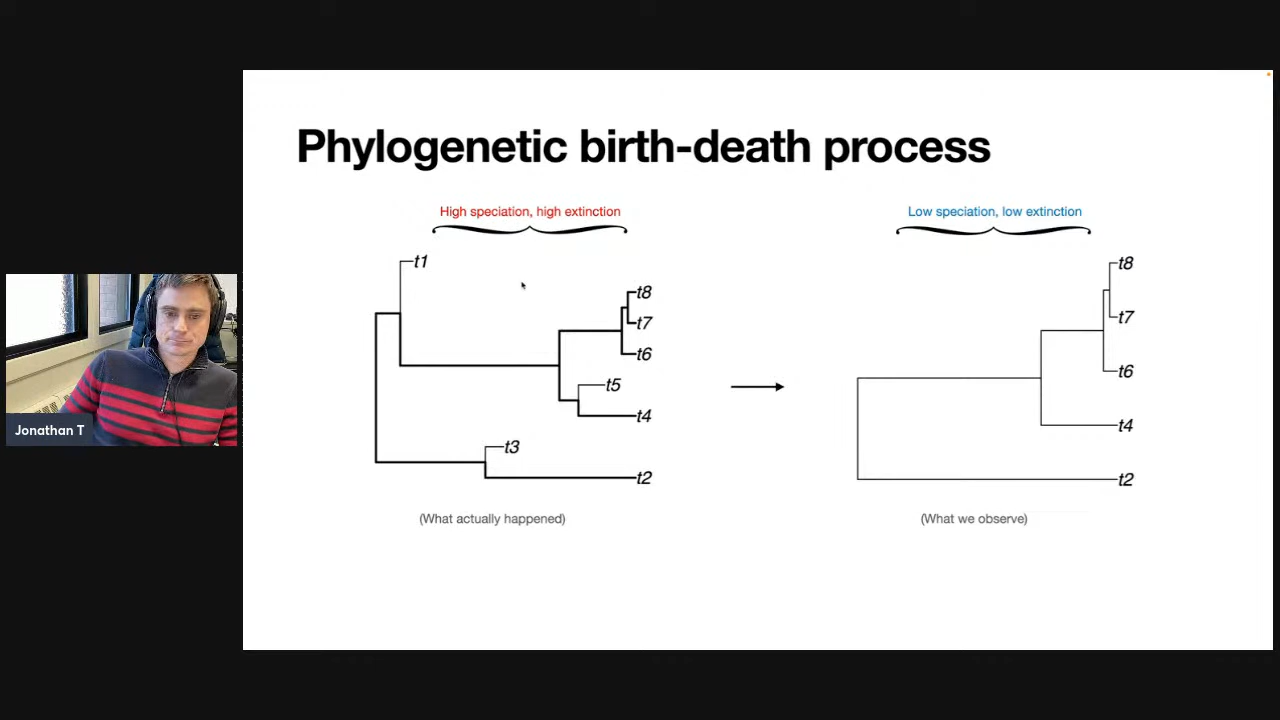 Phylogenetic birth-death process
High speciation, high extinction
Low speciation, low extinction
t1
t8
t7
t6
t5
t4
t3
t2
(What actually happened)
t8
t7
t6
t4
t2
(What we observe)
Jonathan T